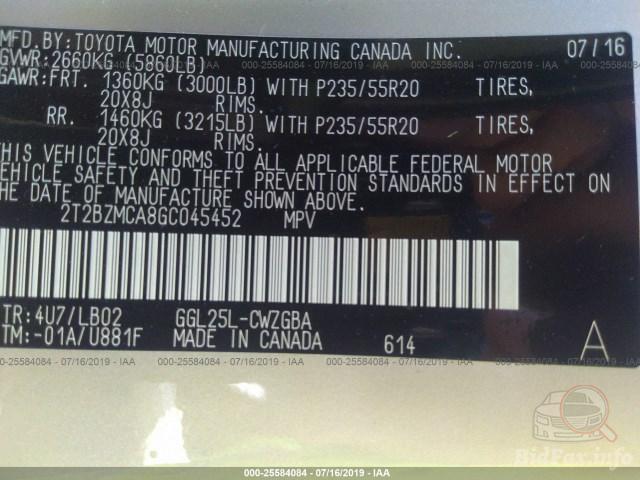 MFD.BY:TOYOTA MOTOR MANUFACTURING CANADA INC. 07/16
GVWR:2660KG (5860LB)
GAWR:FRT. 1360KG (3000LB) WITH P235/55R20 TIRES,
20X8J RIMS.
RR. 1460KG (3215LB) WITH P235/55R20 TIRES,
20X8J RIMS.
THIS VEHICLE CONFORMS TO ALL APPLICABLE FEDERAL MOTOR
VEHICLE SAFETY AND THEFT PREVENTION STANDARDS IN EFFECT ON
THE DATE OF MANUFACTURE SHOWN ABOVE.
2T2BZMCA8GC045452 MPV
TR:4U7/LB02 GGL25L-CWZGBA
TM:-01A/U881F MADE IN CANADA 614 A
000-25584084 - 07/16/2019 - IAA
BidFax.info